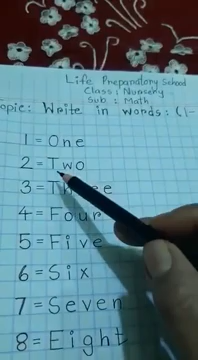 Life Preparatory School
Class: Nursery
Sub: Math
opic: Write in words: (1-
1 = One
2 = Two
3 = Three
4 = Four
5 = Five
6 = Six
7 = Seven
8 = Eight